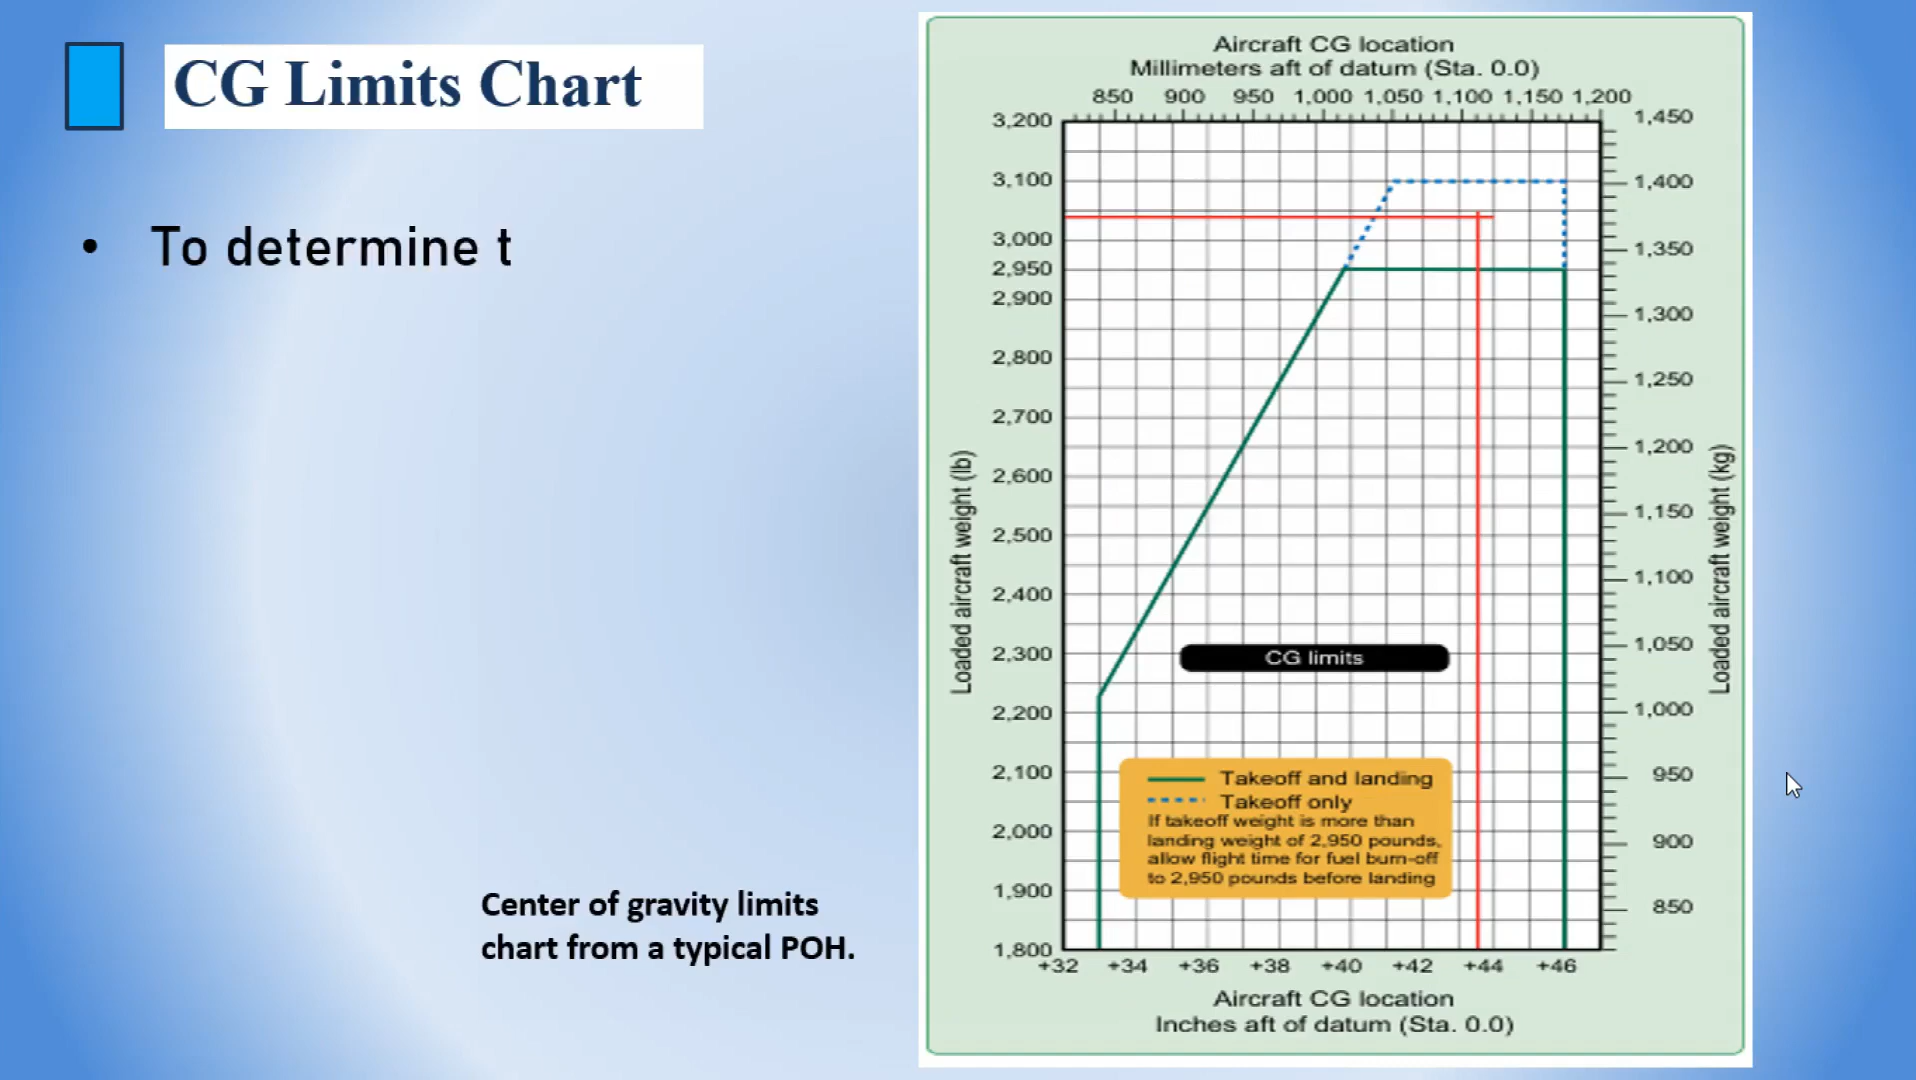 CG Limits Chart
• To determine t
Center of gravity limits
chart from a typical POH.
Aircraft CG location
Millimeters aft of datum (Sta. 0.0)
850 900 950 1,000 1,050 1,100 1,150 1,200
Loaded aircraft weight (lb)
3,200
3,100
3,000
2,950
2,900
2,800
2,700
2,600
2,500
2,400
2,300
2,200
2,100
2,000
1,900
1,800
CG limits
Takeoff and landing
Takeoff only
If takeoff weight is more than
landing weight of 2,950 pounds,
allow flight time for fuel burn-off
to 2,950 pounds before landing
1,450
1,400
1,350
1,300
1,250
1,200
1,150
1,100
1,050
1,000
950
900
850
Loaded aircraft weight (kg)
+32 +34 +36 +38 +40 +42 +44 +46
Aircraft CG location
Inches aft of datum (Sta. 0.0)